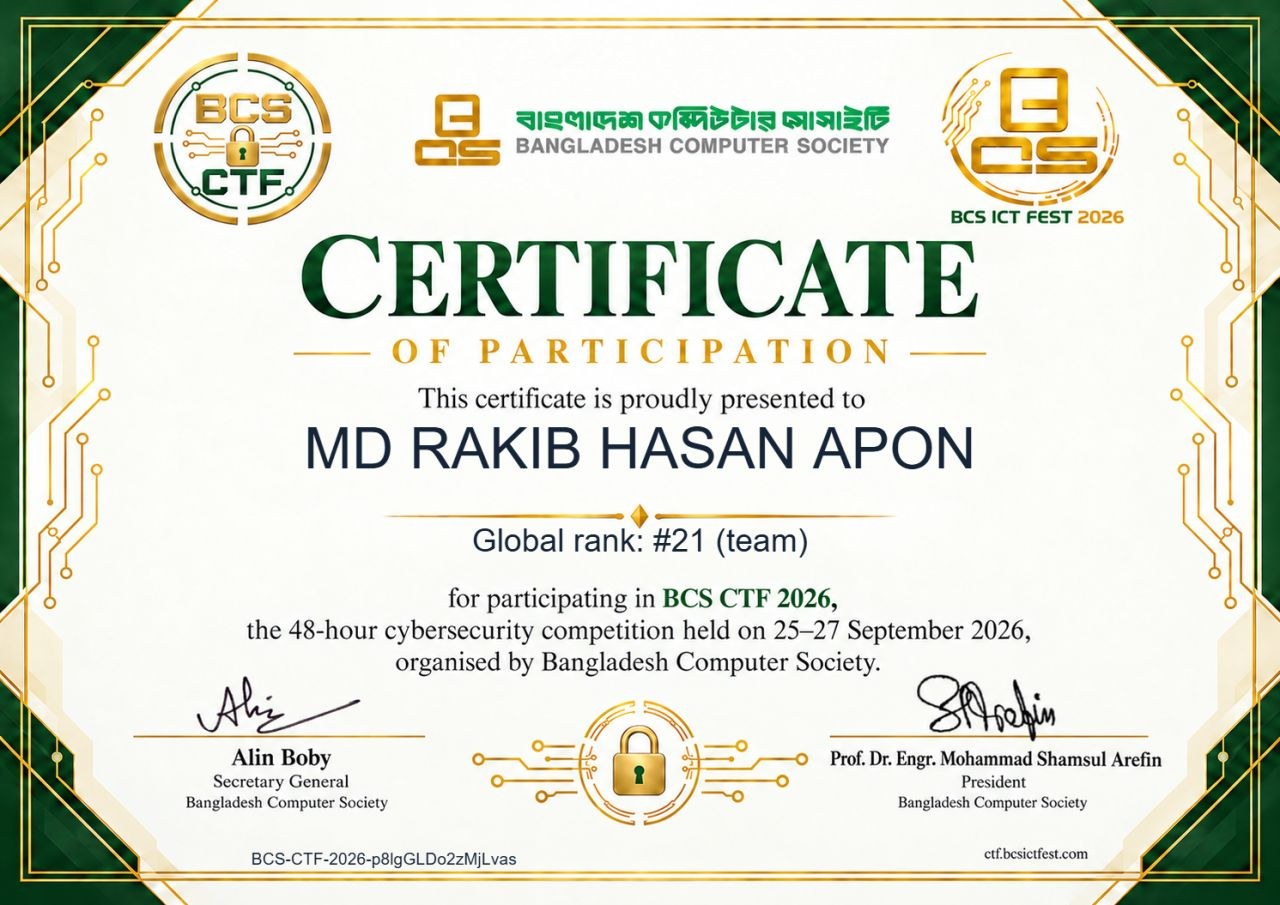 BCS
CTF
BCS
বাংলাদেশ কম্পিউটার সোসাইটি
BANGLADESH COMPUTER SOCIETY
BCS
BCS ICT FEST 2026
CERTIFICATE
OF PARTICIPATION
This certificate is proudly presented to
MD RAKIB HASAN APON
Global rank: #21 (team)
for participating in BCS CTF 2026,
the 48-hour cybersecurity competition held on 25–27 September 2026,
organised by Bangladesh Computer Society.
Alin Boby
Secretary General
Bangladesh Computer Society
Prof. Dr. Engr. Mohammad Shamsul Arefin
President
Bangladesh Computer Society
BCS-CTF-2026-p8lgGLDo2zMjLvas
ctf.bcsictfest.com